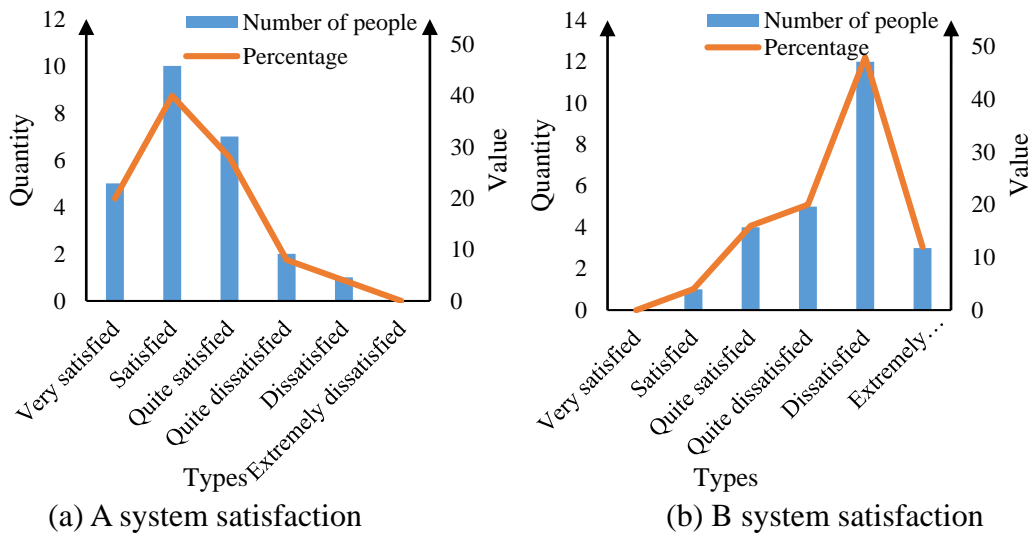 12
10
8
6
4
2
0
Quantity
Number of people
Percentage
50
40
30
20
10
0
Value
Very satisfied
Satisfied
Quite satisfied
Quite dissatisfied
Dissatisfied
Extremely dissatisfied
Types
(a) A system satisfaction
14
12
10
8
6
4
2
0
Quantity
Number of people
Percentage
50
40
30
20
10
0
Value
Very satisfied
Satisfied
Quite satisfied
Quite dissatisfied
Dissatisfied
Extremely…
Types
(b) B system satisfaction